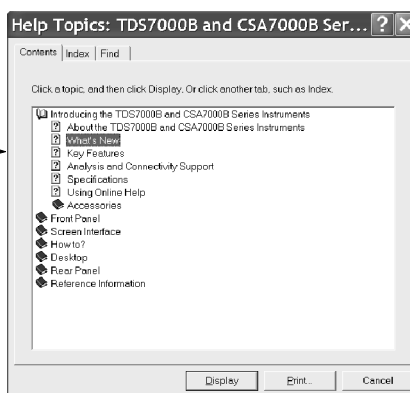 Help Topics: TDS7000B and CSA7000B Ser... ? X
Contents Index Find
Click a topic, and then click Display. Or click another tab, such as Index.
Introducing the TDS7000B and CSA7000B Series Instruments
? About the TDS7000B and CSA7000B Series Instruments
? What's New
? Key Features
? Analysis and Connectivity Support
? Specifications
? Using Online Help
Accessories
Front Panel
Screen Interface
How to?
Desktop
Rear Panel
Reference Information
Display Print... Cancel